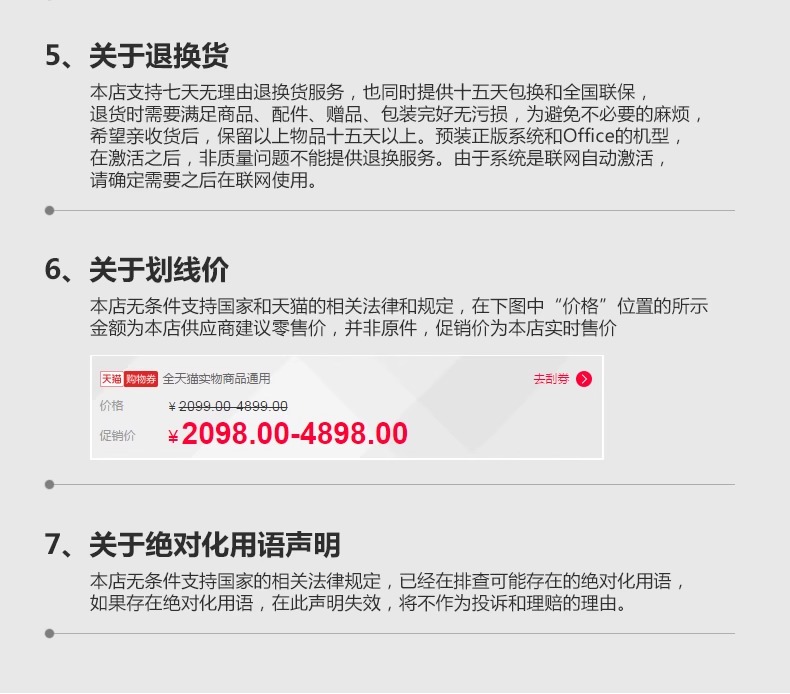 5、关于退换货
本店支持七天无理由退换货服务，也同时提供十五天包换和全国联保，
退货时需要满足商品、配件、赠品、包装完好无污损，为避免不必要的麻烦，
希望亲收货后，保留以上物品十五天以上。预装正版系统和Office的机型，
在激活之后，非质量问题不能提供退换服务。由于系统是联网自动激活，
请确定需要之后在联网使用。
6、关于划线价
本店无条件支持国家和天猫的相关法律和规定，在下图中“价格”位置的所示
金额为本店供应商建议零售价，并非原件，促销价为本店实时售价
天猫 购物券 全天猫实物商品通用 去刮券
价格 ¥ 2099.00-4899.00
促销价 ¥ 2098.00-4898.00
7、关于绝对化用语声明
本店无条件支持国家的相关法律规定，已经在排查可能存在的绝对化用语，
如果存在绝对化用语，在此声明失效，将不作为投诉和理赔的理由。